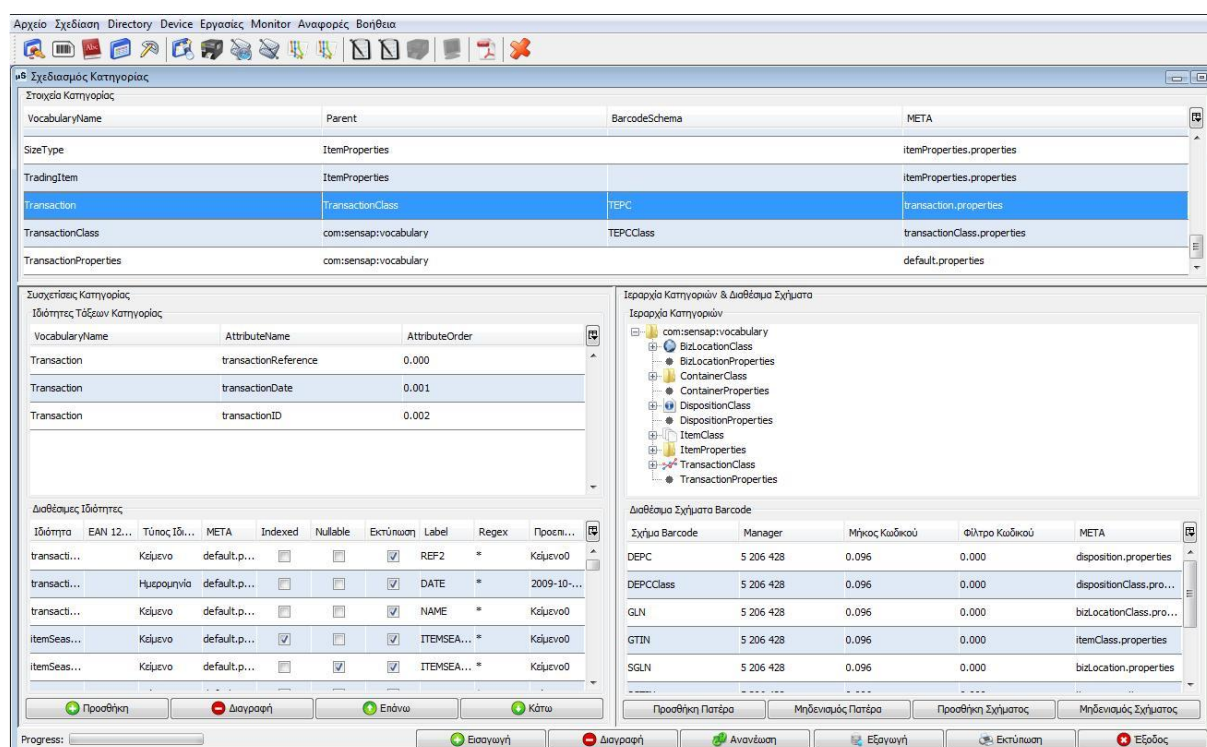 Αρχείο Σχεδίαση Directory Device Εργασίες Monitor Αναφορές Βοήθεια
Abc
μS Σχεδιασμός Κατηγορίας
Στοιχεία Κατηγορίας
VocabularyName Parent BarcodeSchema META
SizeType ItemProperties itemProperties.properties
TradingItem ItemProperties itemProperties.properties
Transaction TransactionClass TEPC transaction.properties
TransactionClass com:sensap:vocabulary TEPCClass transactionClass.properties
TransactionProperties com:sensap:vocabulary default.properties
Συσχετίσεις Κατηγορίας
Ιδιότητες Τάξεων Κατηγορίας
VocabularyName AttributeName AttributeOrder
Transaction transactionReference 0.000
Transaction transactionDate 0.001
Transaction transactionID 0.002
Διαθέσιμες Ιδιότητες
Ιδιότητα EAN 12... Τύπος Ιδι... META Indexed Nullable Εκτύπωση Label Regex Προεπι...
transacti... Κείμενο default.p... REF2 * Κείμενο0
transacti... Ημερομηνία default.p... DATE * 2009-10-...
transacti... Κείμενο default.p... NAME * Κείμενο0
itemSeas... Κείμενο default.p... ITEMSEA... * Κείμενο0
itemSeas... Κείμενο default.p... ITEMSEA... * Κείμενο0
Προσθήκη Διαγραφή Επάνω Κάτω
Ιεραρχία Κατηγοριών & Διαθέσιμα Σχήματα
Ιεραρχία Κατηγοριών
com:sensap:vocabulary
BizLocationClass
BizLocationProperties
ContainerClass
ContainerProperties
DispositionClass
DispositionProperties
ItemClass
ItemProperties
TransactionClass
TransactionProperties
Διαθέσιμα Σχήματα Barcode
Σχήμα Barcode Manager Μήκος Κωδικού Φίλτρο Κωδικού META
DEPC 5 206 428 0.096 0.000 disposition.properties
DEPCClass 5 206 428 0.096 0.000 dispositionClass.pro...
GLN 5 206 428 0.096 0.000 bizLocationClass.pro...
GTIN 5 206 428 0.096 0.000 itemClass.properties
SGLN 5 206 428 0.096 0.000 bizLocation.properties
Προσθήκη Πατέρα Μηδενισμός Πατέρα Προσθήκη Σχήματος Μηδενισμός Σχήματος
Progress: Εισαγωγή Διαγραφή Ανανέωση Εξαγωγή Εκτύπωση Έξοδος